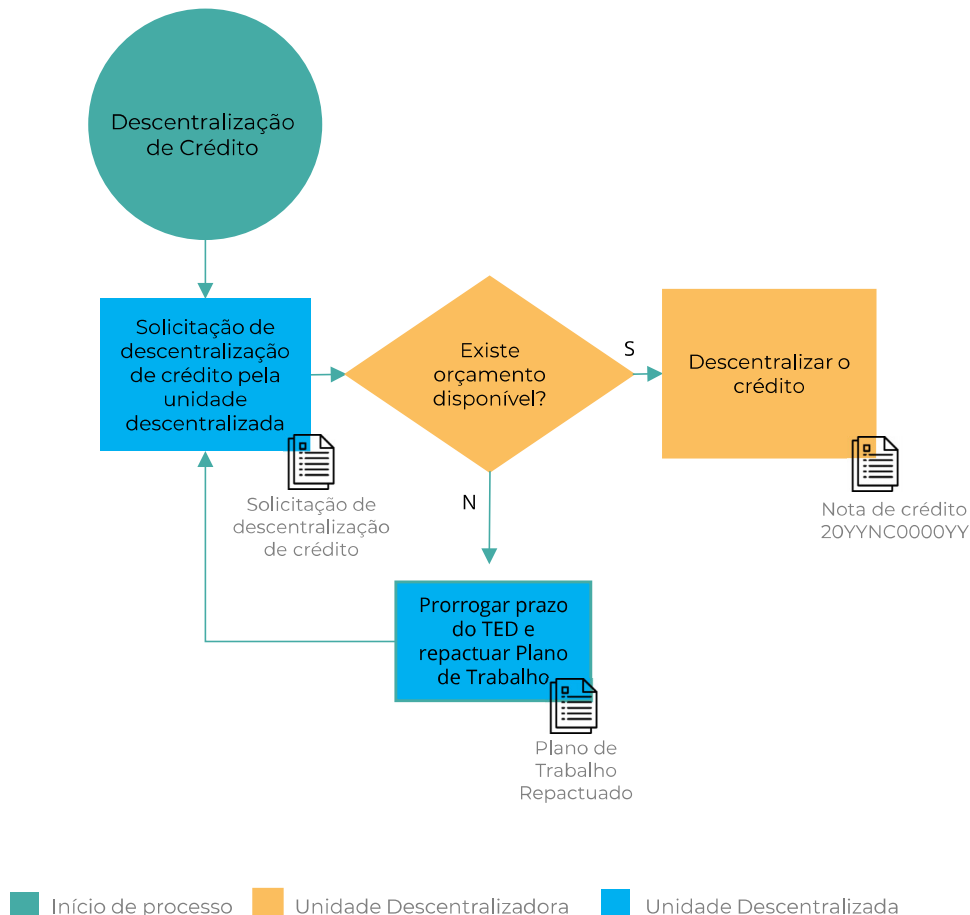 Descentralização
de Crédito
Solicitação de
descentralização
de crédito pela
unidade
descentralizada
Solicitação de
descentralização
de crédito
Existe
orçamento
disponível?
S
Descentralizar o
crédito
Nota de crédito
20YYNC0000YY
N
Prorrogar prazo
do TED e
repactuar Plano
de Trabalho
Plano de
Trabalho
Repactuado
Início de processo
Unidade Descentralizadora
Unidade Descentralizada